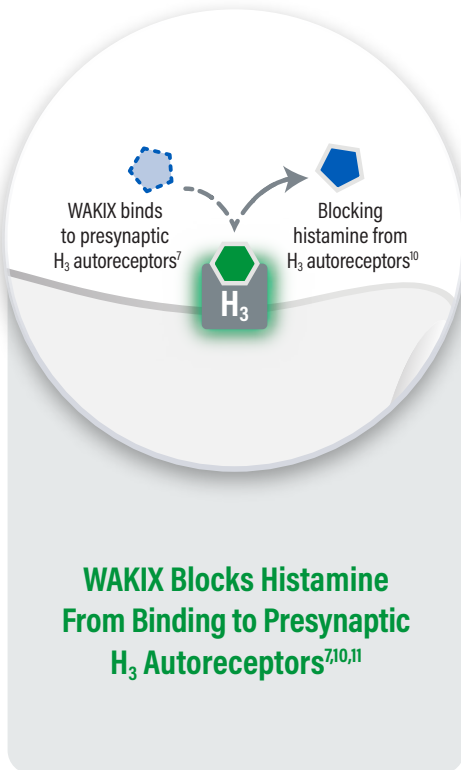 WAKIX binds
to presynaptic
H₃ autoreceptors⁷
Blocking
histamine from
H₃ autoreceptors¹⁰
H₃
WAKIX Blocks Histamine
From Binding to Presynaptic
H₃ Autoreceptors⁷,¹⁰,¹¹